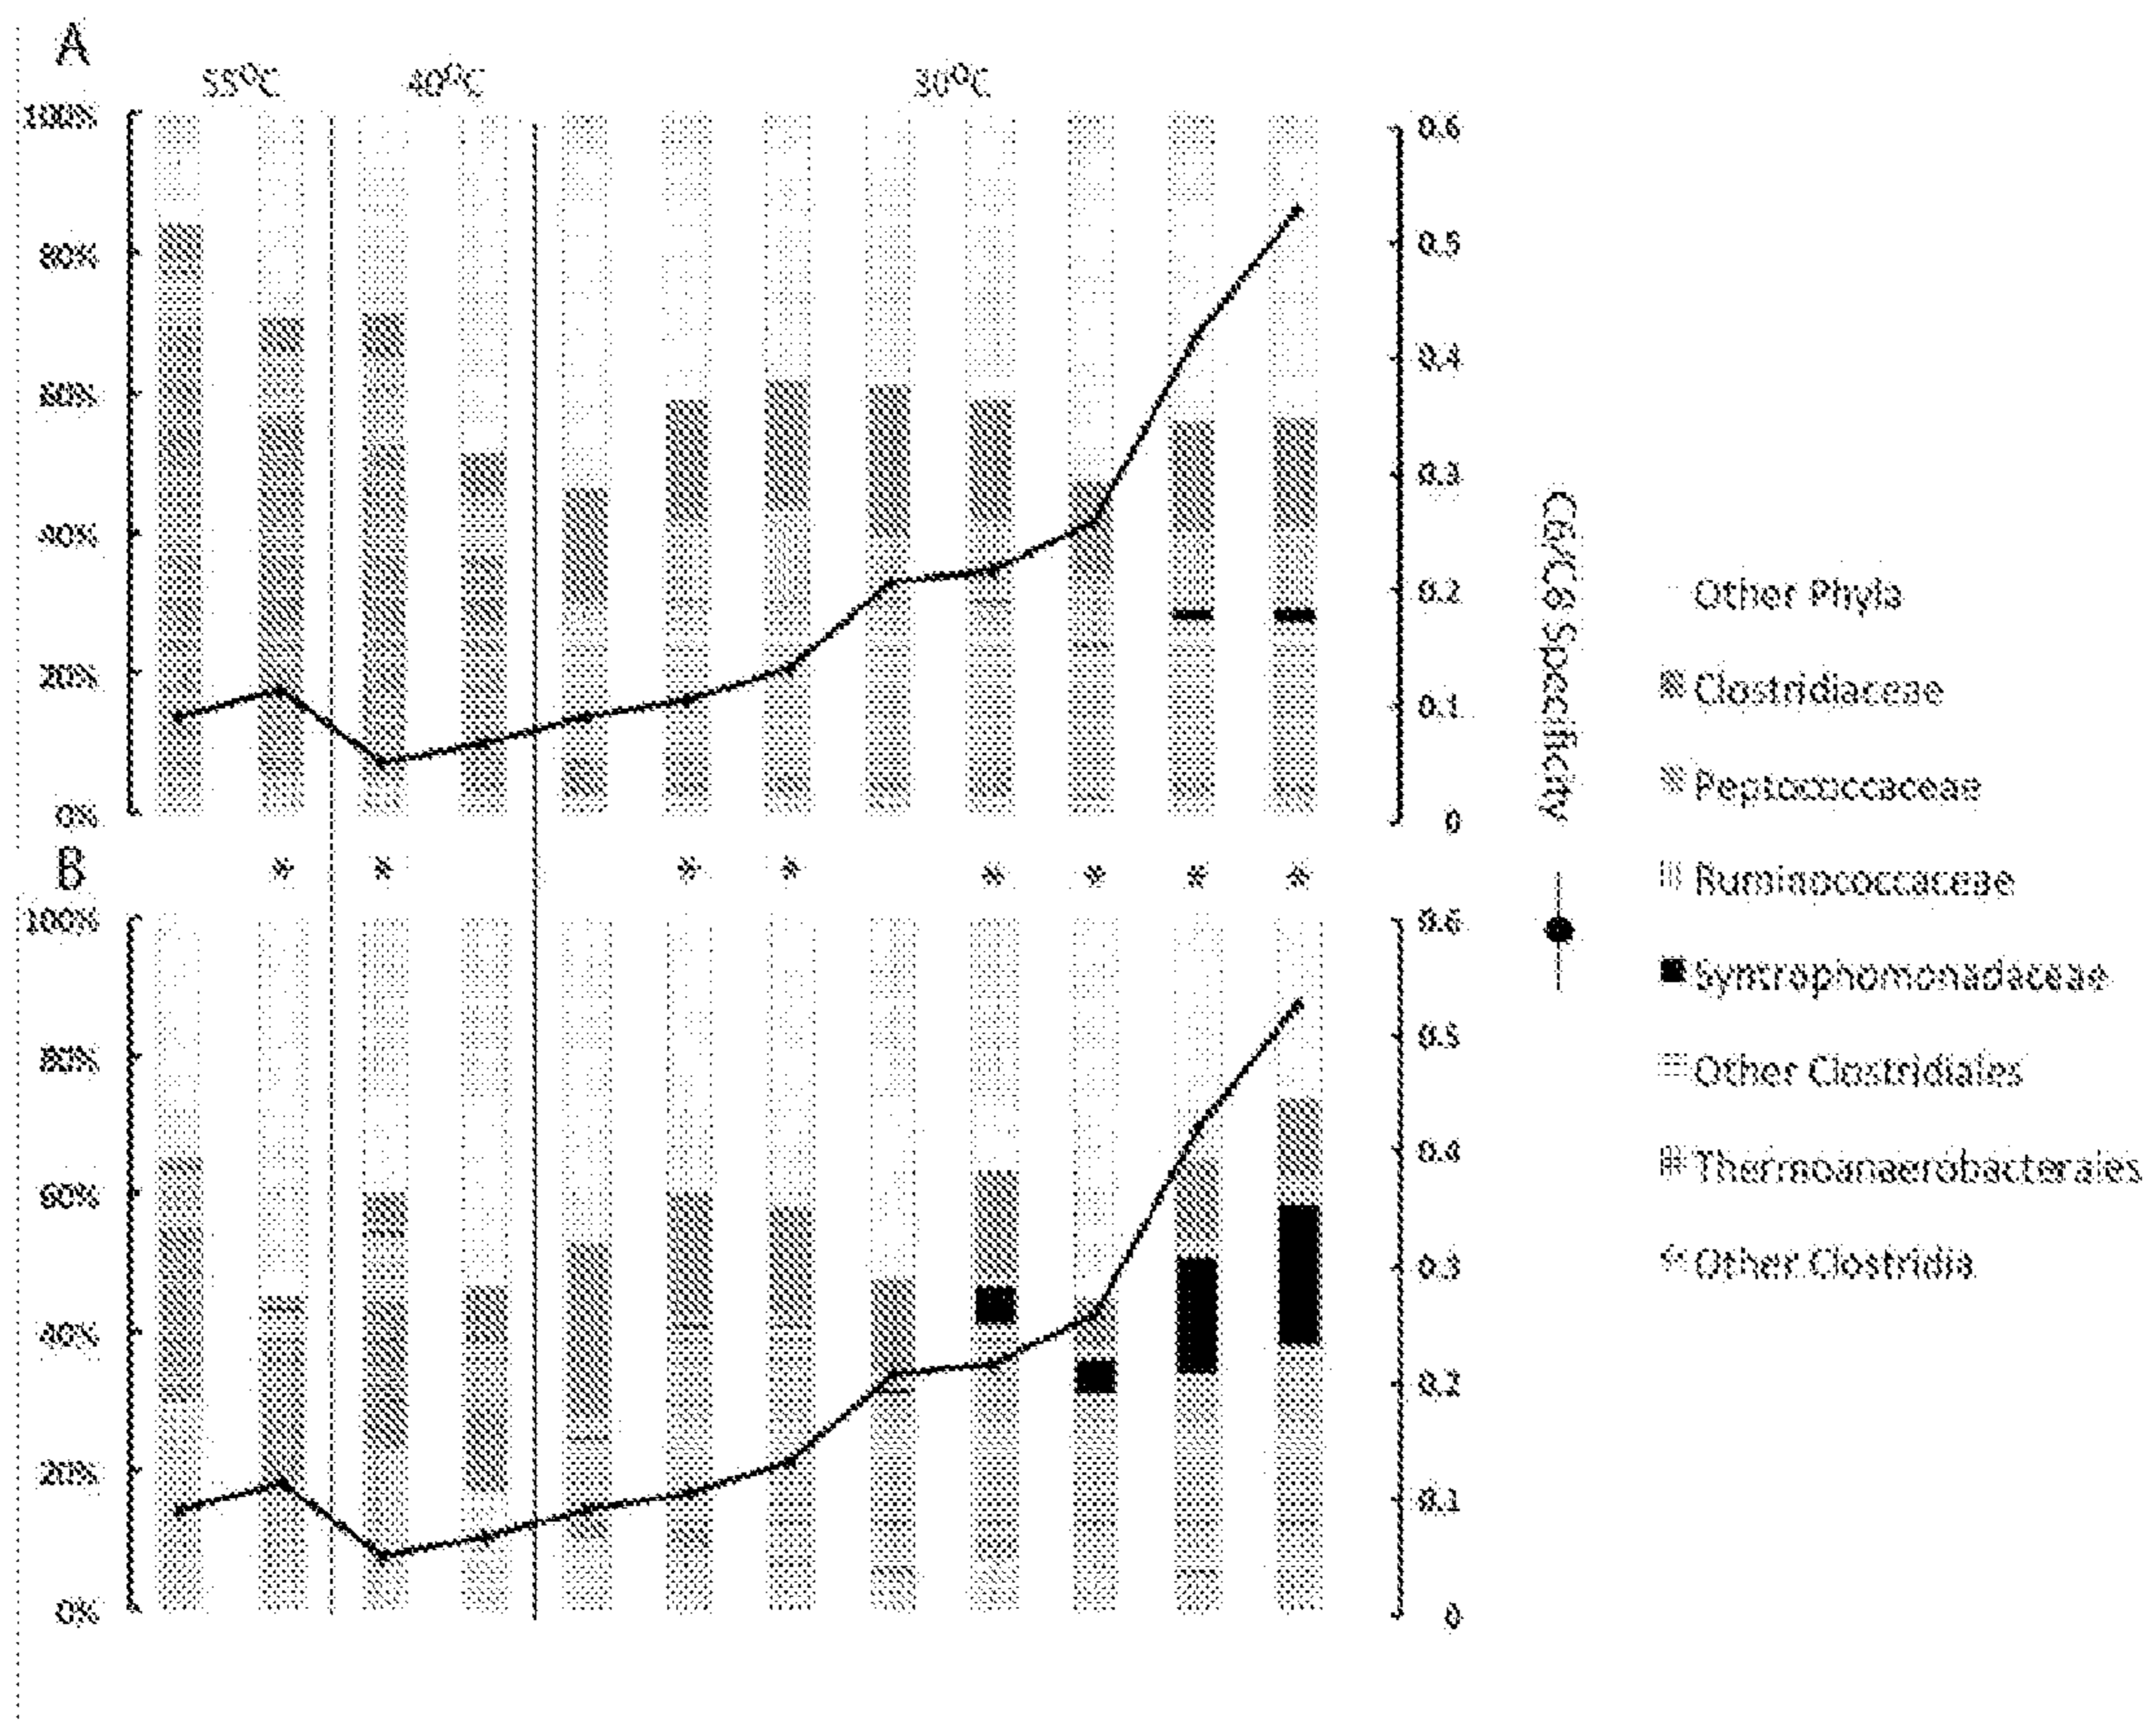 A
55°C 40°C 30°C
100%
80%
60%
40%
20%
0%
0.6
0.5
0.4
0.3
0.2
0.1
0
B
* * * * * * * *
100%
80%
60%
40%
20%
0%
0.6
0.5
0.4
0.3
0.2
0.1
0
C6/C8 Specificity
Other Phyla
Clostridiaceae
Peptococcaceae
Ruminococcaceae
Syntrophomonadaceae
Other Clostridiales
Thermoanaerobacterales
Other Clostridia